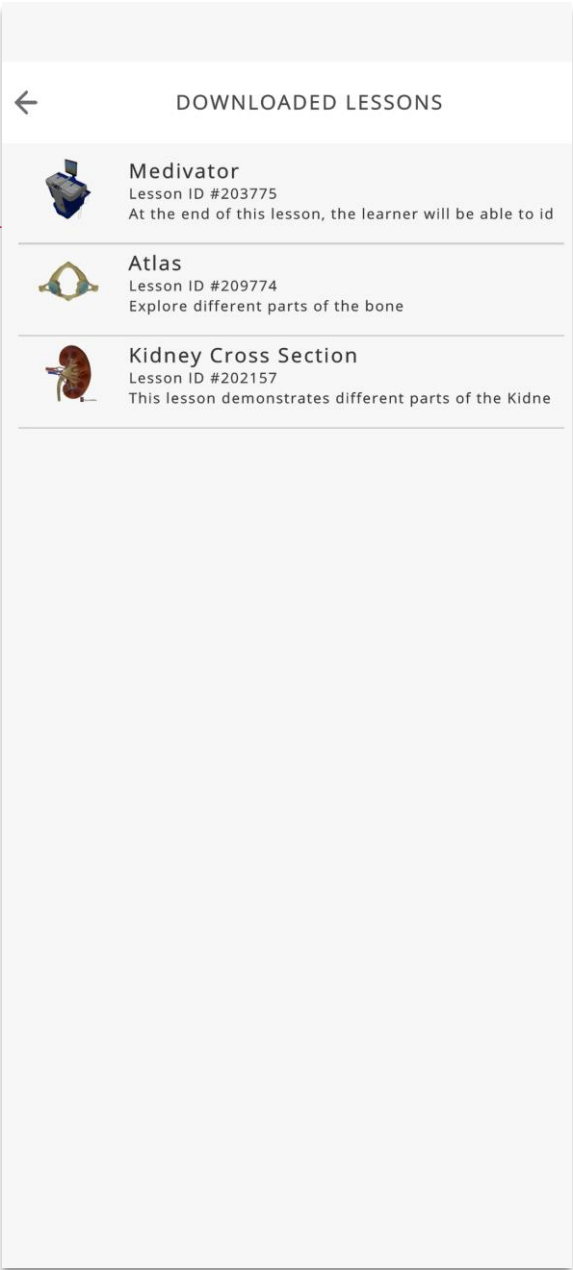 DOWNLOADED LESSONS
Medivator
Lesson ID #203775
At the end of this lesson, the learner will be able to id
Atlas
Lesson ID #209774
Explore different parts of the bone
Kidney Cross Section
Lesson ID #202157
This lesson demonstrates different parts of the Kidne